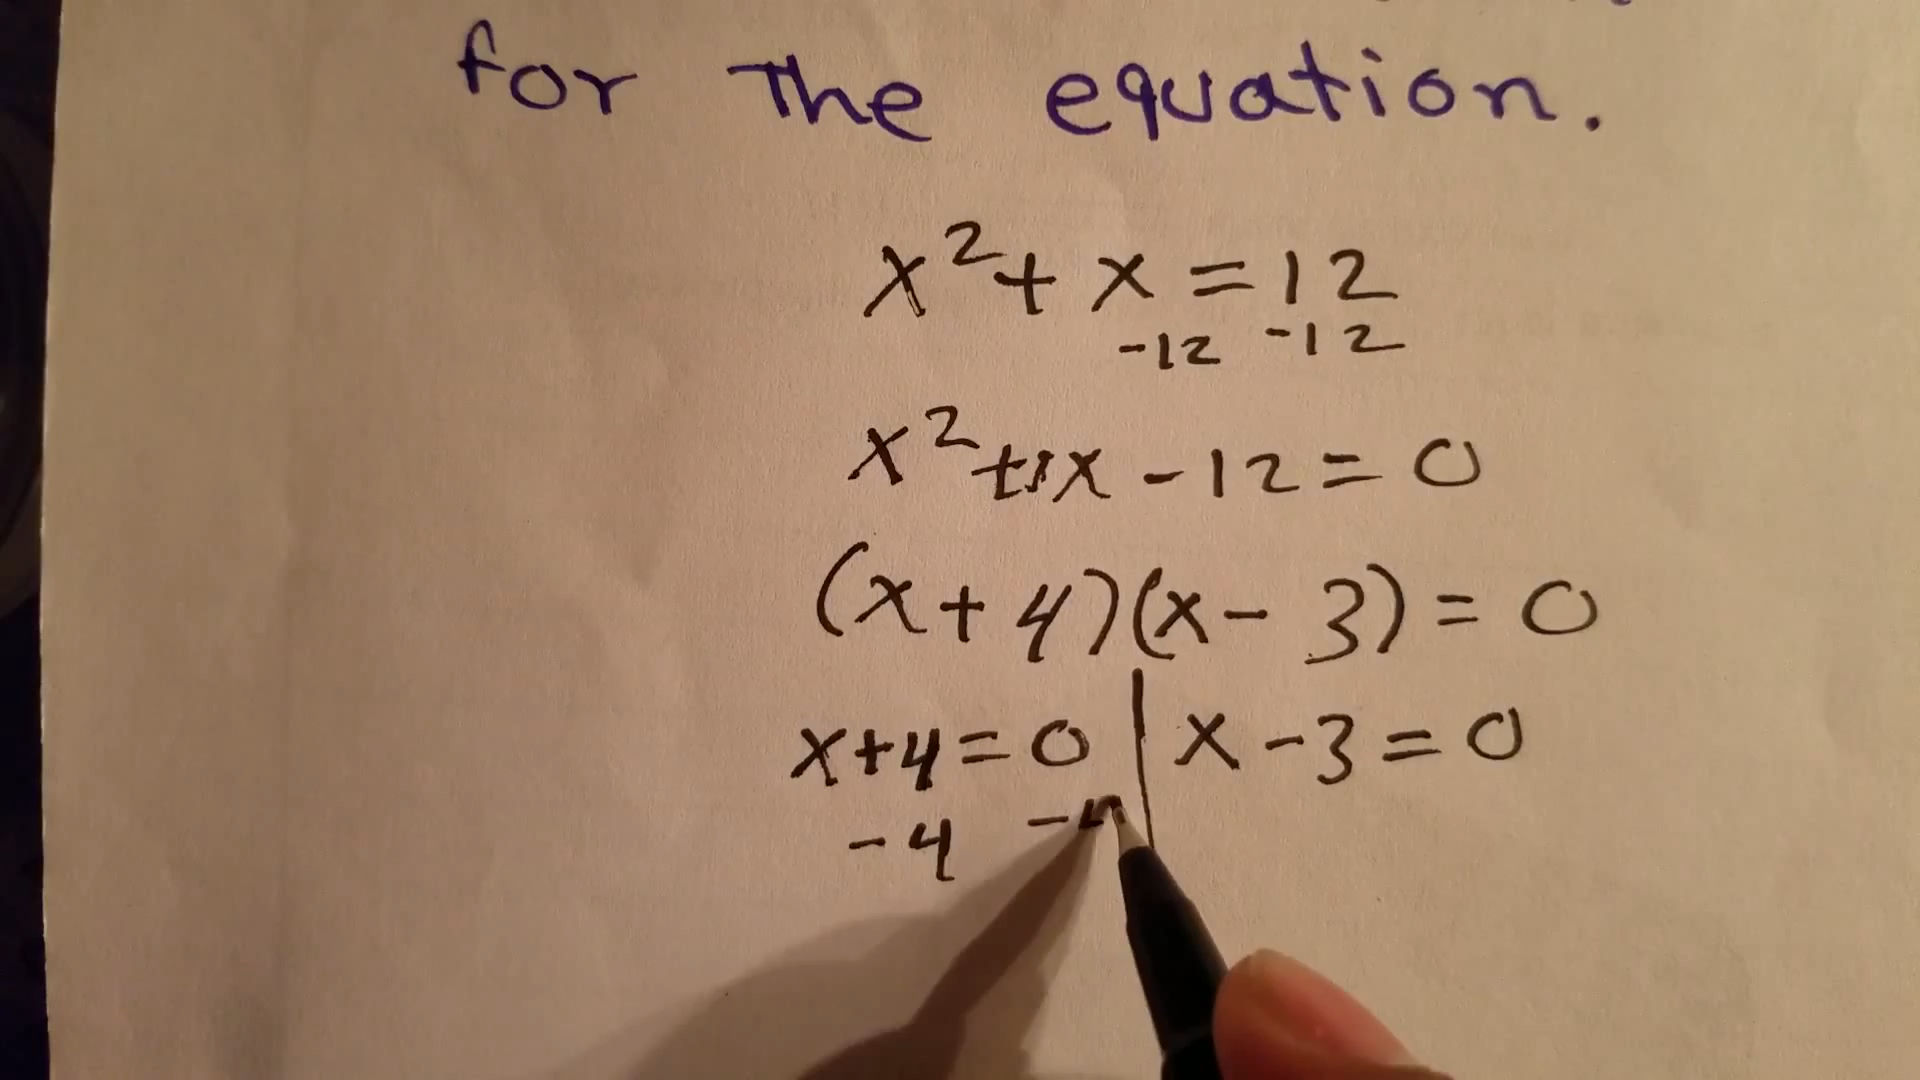 for the equation.
x² + x = 12
-12 -12
x² + 1x - 12 = 0
(x + 4)(x - 3) = 0
x + 4 = 0 | x - 3 = 0
-4 -4